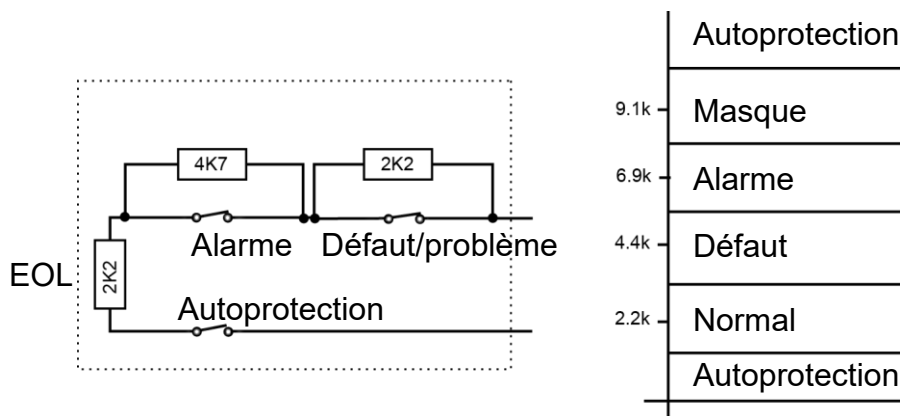 4K7
2K2
Alarme
Défaut/problème
EOL
2K2
Autoprotection
Autoprotection
9.1k
Masque
6.9k
Alarme
4.4k
Défaut
2.2k
Normal
Autoprotection